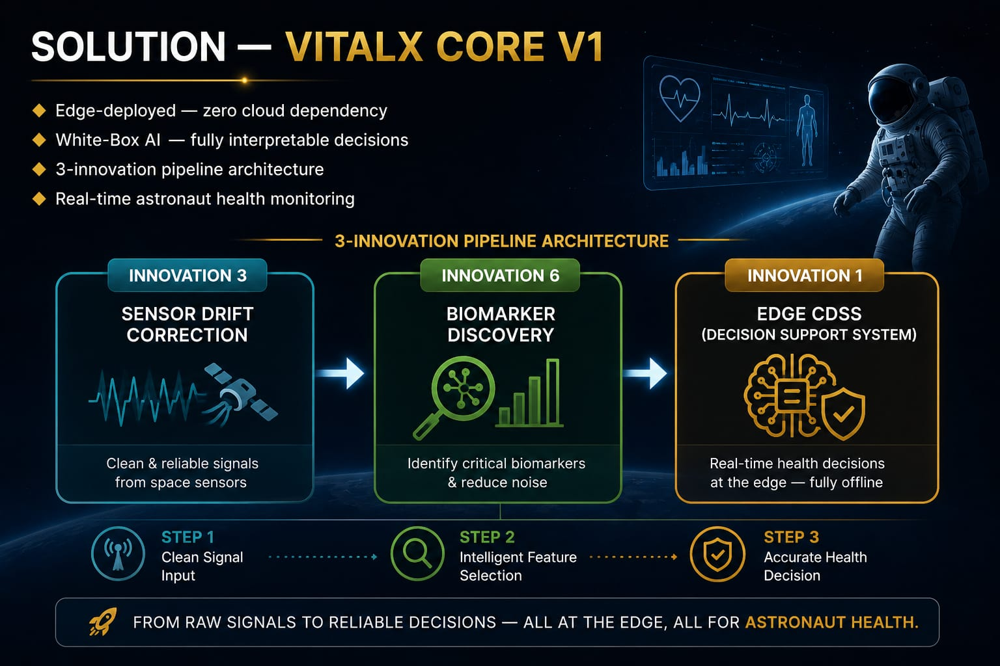 SOLUTION — VITALX CORE V1
Edge-deployed — zero cloud dependency
White-Box AI — fully interpretable decisions
3-innovation pipeline architecture
Real-time astronaut health monitoring
3-INNOVATION PIPELINE ARCHITECTURE
INNOVATION 3
SENSOR DRIFT
CORRECTION
Clean & reliable signals
from space sensors
INNOVATION 6
BIOMARKER
DISCOVERY
Identify critical biomarkers
& reduce noise
INNOVATION 1
EDGE CDSS
(DECISION SUPPORT SYSTEM)
Real-time health decisions
at the edge — fully offline
STEP 1
Clean Signal
Input
STEP 2
Intelligent Feature
Selection
STEP 3
Accurate Health
Decision
FROM RAW SIGNALS TO RELIABLE DECISIONS — ALL AT THE EDGE, ALL FOR ASTRONAUT HEALTH.